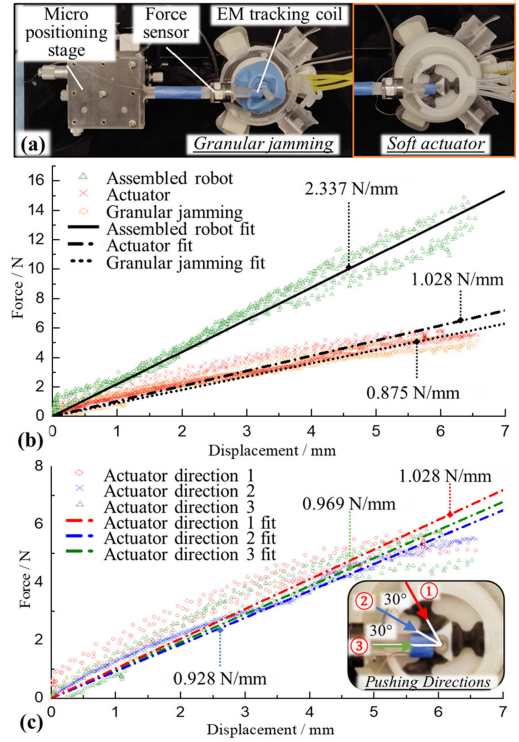 Micro positioning stage
Force sensor
EM tracking coil
(a)
Granular jamming
Soft actuator
16
14
12
10
8
6
4
2
0
Force / N
Assembled robot
Actuator
Granular jamming
Assembled robot fit
Actuator fit
Granular jamming fit
2.337 N/mm
1.028 N/mm
0.875 N/mm
0 1 2 3 4 5 6 7
(b)
Displacement / mm
8
6
4
2
0
Force / N
Actuator direction 1
Actuator direction 2
Actuator direction 3
Actuator direction 1 fit
Actuator direction 2 fit
Actuator direction 3 fit
1.028 N/mm
0.969 N/mm
0.928 N/mm
①
②
30°
30°
③
Pushing Directions
0 1 2 3 4 5 6 7
(c)
Displacement / mm